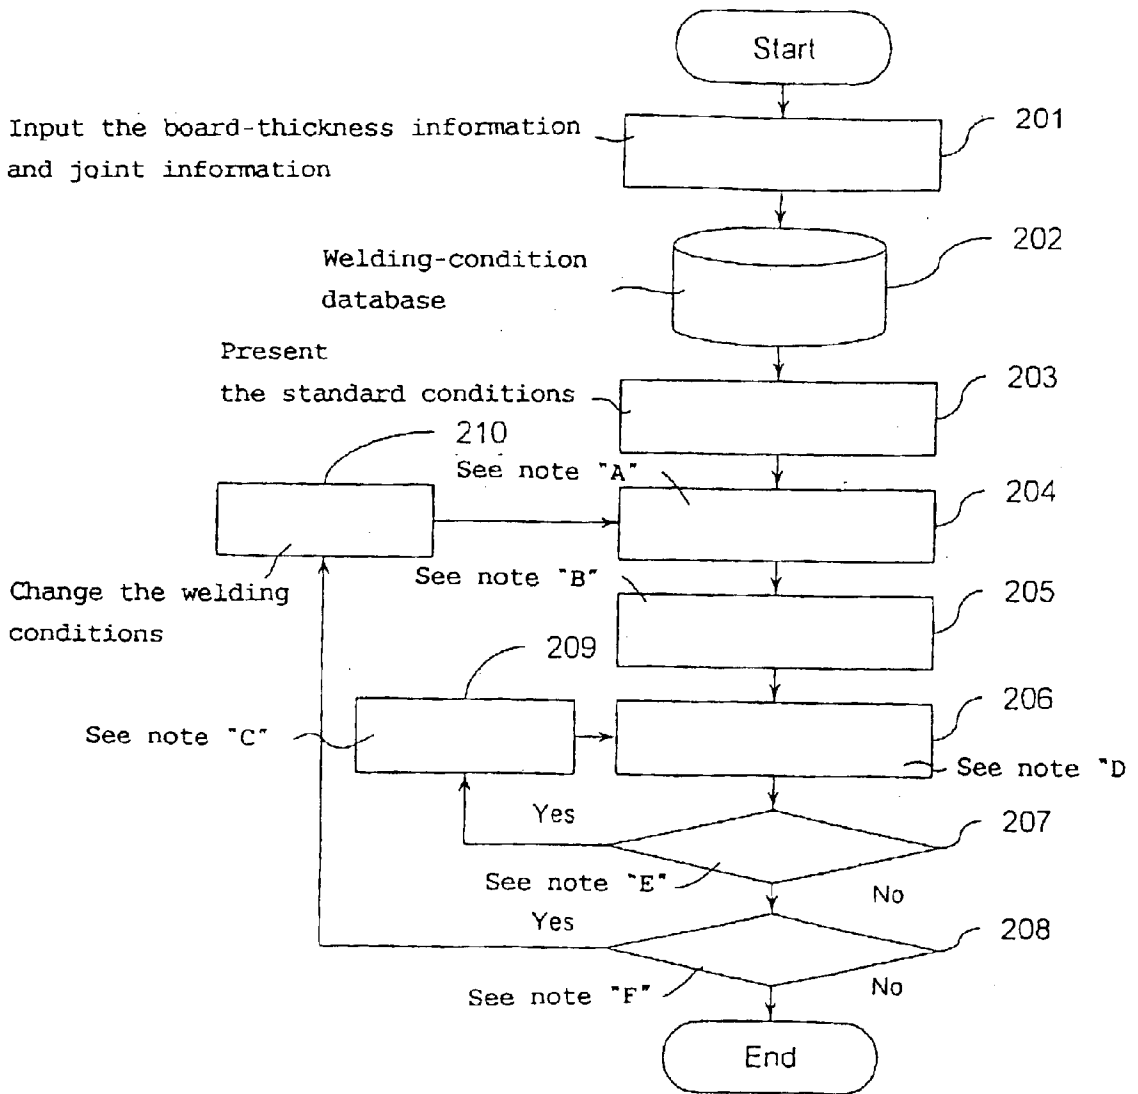 Start
Input the board-thickness information
and joint information
201
Welding-condition
database
202
Present
the standard conditions
203
210
See note "A"
204
Change the welding
conditions
See note "B"
205
209
See note "C"
206
See note "D
Yes
207
See note "E"
No
Yes
208
See note "F"
No
End